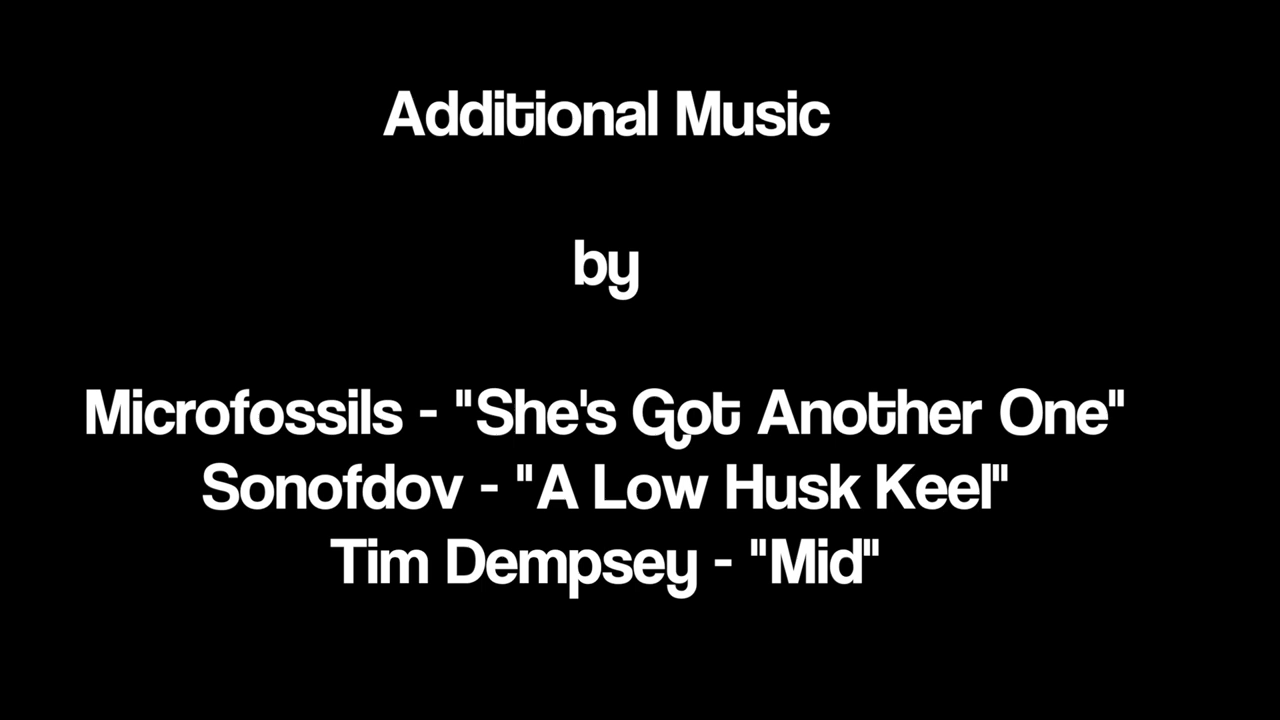 Additional Music
by
Microfossils - "She's Got Another One"
Sonofdov - "A Low Husk Keel"
Tim Dempsey - "Mid"